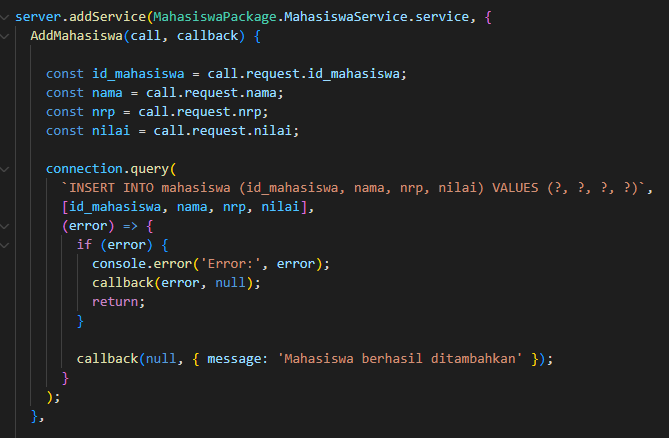 server.addService(MahasiswaPackage.MahasiswaService.service, {
  AddMahasiswa(call, callback) {

    const id_mahasiswa = call.request.id_mahasiswa;
    const nama = call.request.nama;
    const nrp = call.request.nrp;
    const nilai = call.request.nilai;

    connection.query(
      `INSERT INTO mahasiswa (id_mahasiswa, nama, nrp, nilai) VALUES (?, ?, ?, ?)`,
      [id_mahasiswa, nama, nrp, nilai],
      (error) => {
        if (error) {
          console.error('Error:', error);
          callback(error, null);
          return;
        }

        callback(null, { message: 'Mahasiswa berhasil ditambahkan' });
      }
    );
  },